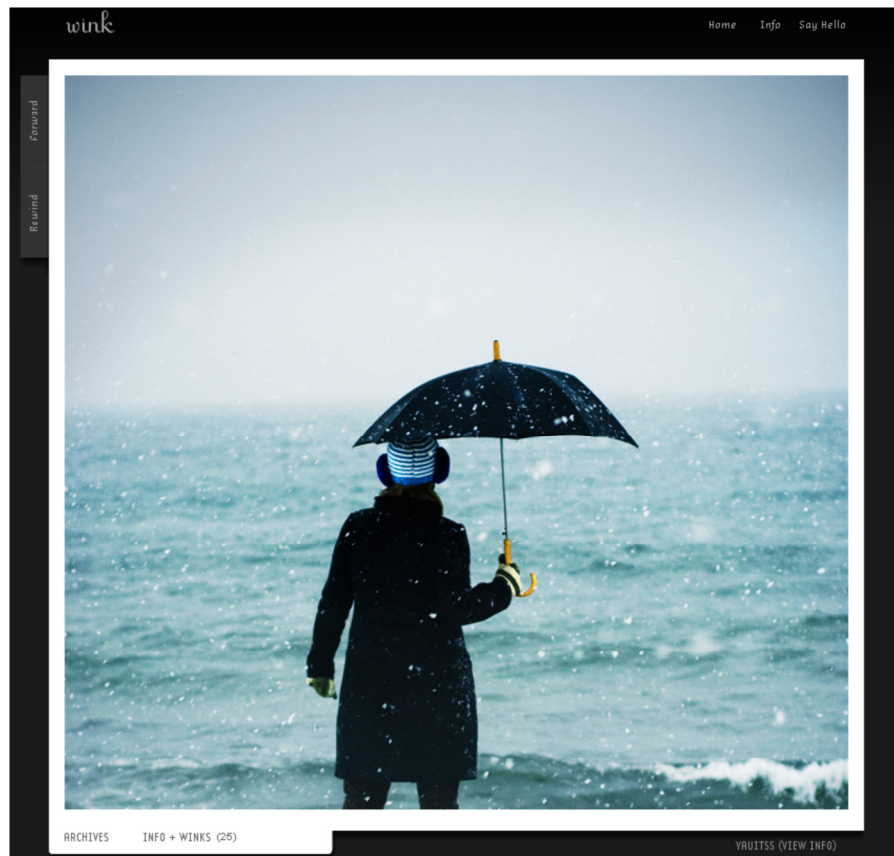 wink
Home Info Say Hello
Forward
Rewind
ARCHIVES INFO + WINKS (25)
YAUITSS (VIEW INFO)